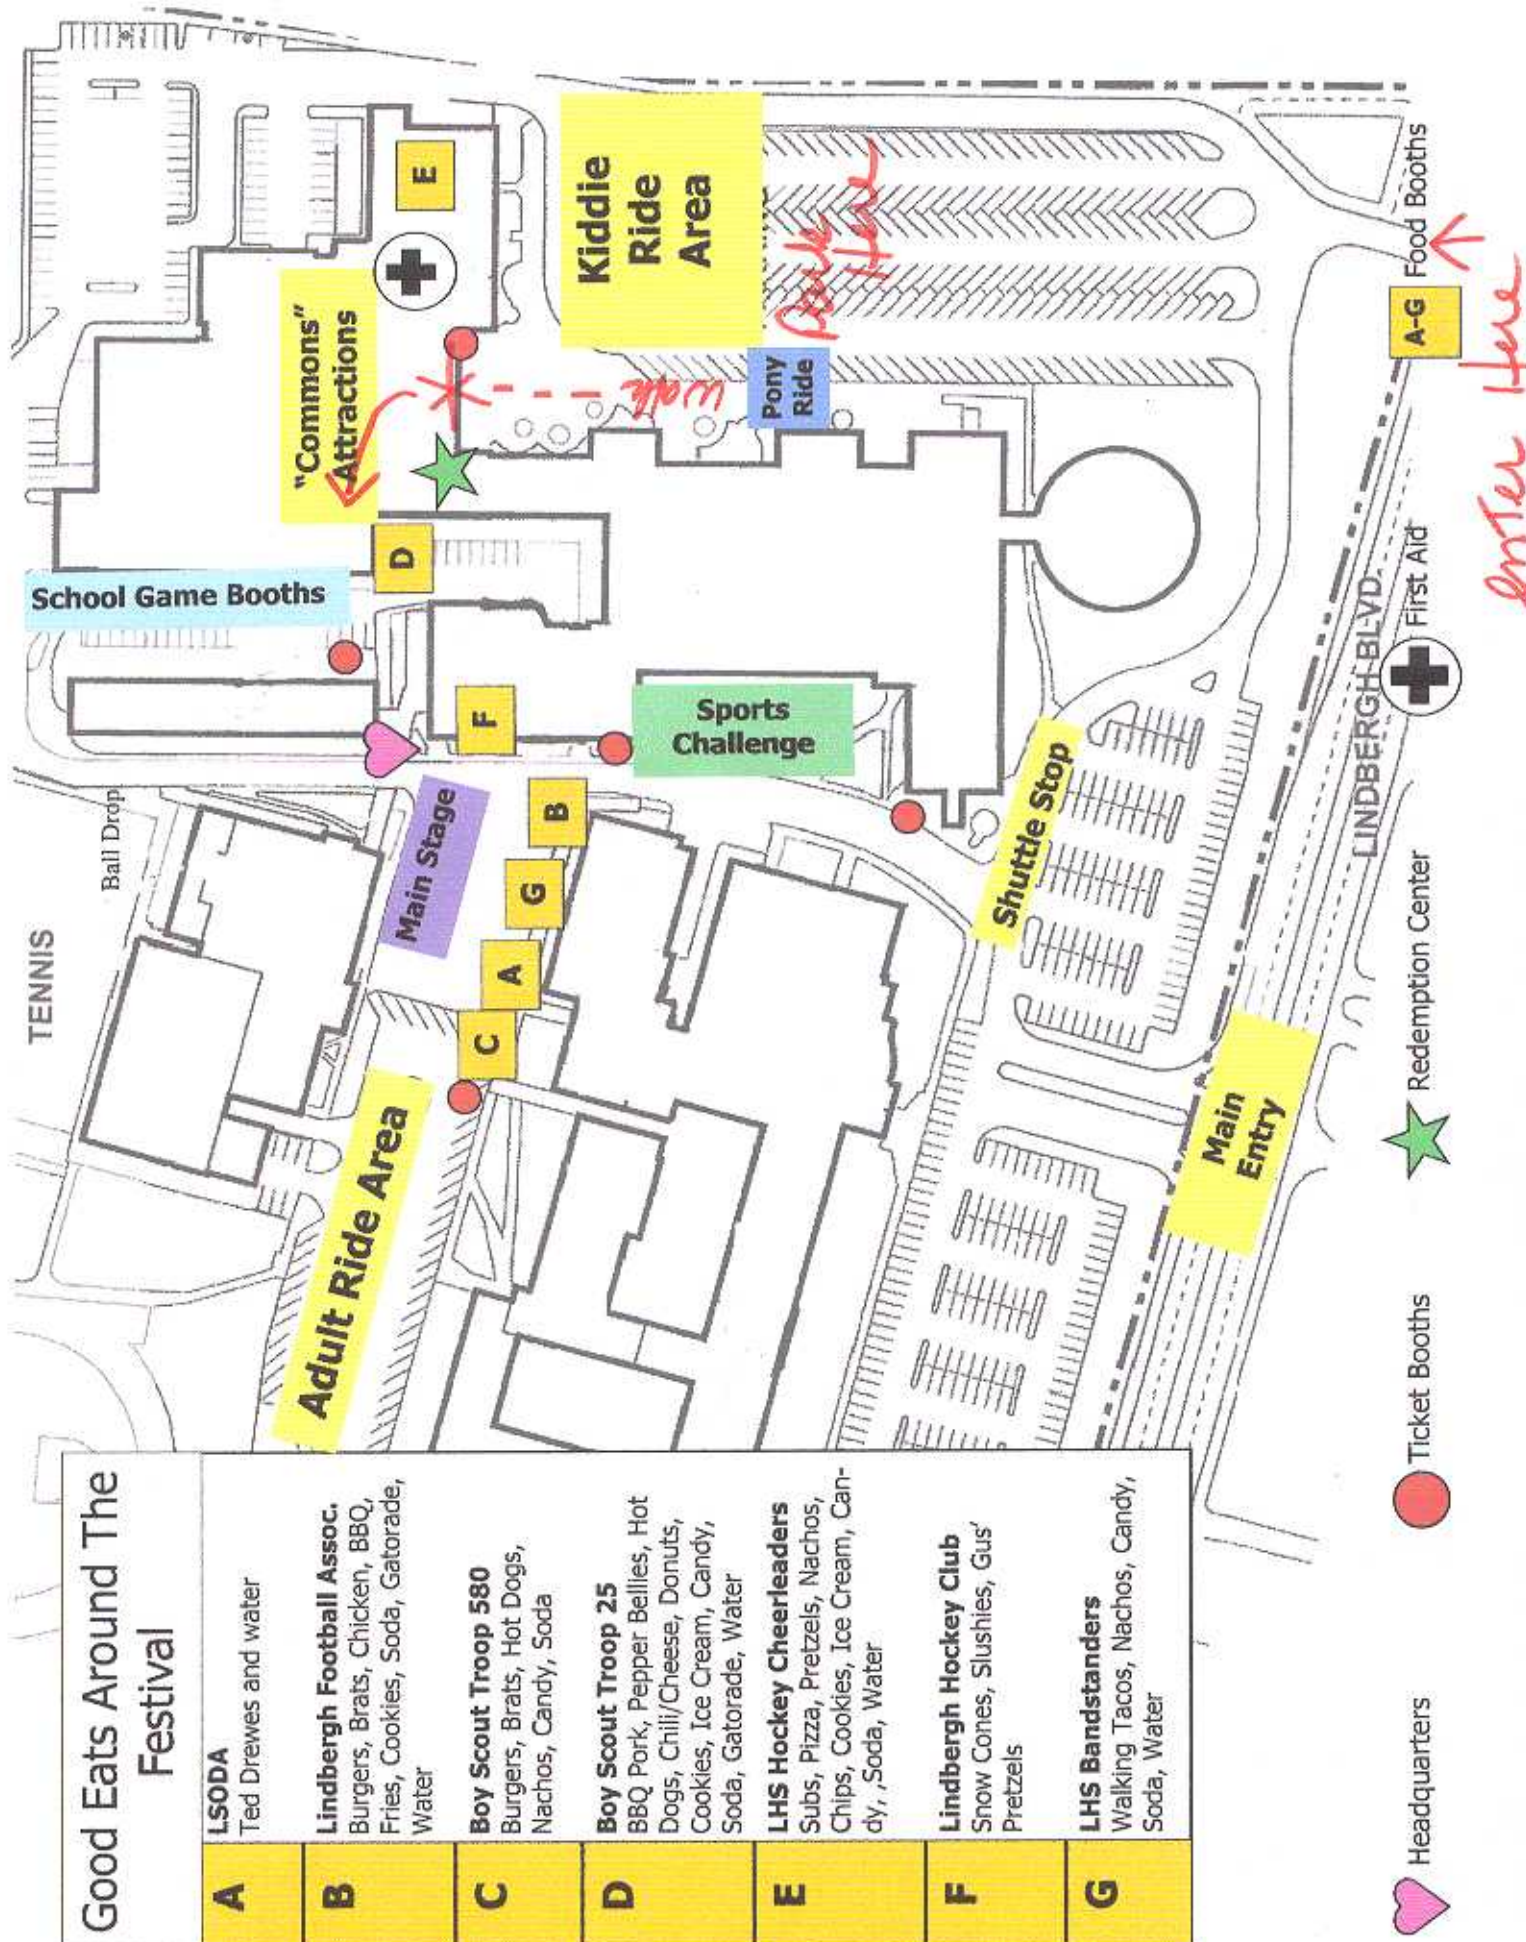 Good Eats Around The
Festival
A
LSODA
Ted Drewes and water
B
Lindbergh Football Assoc.
Burgers, Brats, Chicken, BBQ,
Fries, Cookies, Soda, Gatorade,
Water
C
Boy Scout Troop 580
Burgers, Brats, Hot Dogs,
Nachos, Candy, Soda
D
Boy Scout Troop 25
BBQ Pork, Pepper Bellies, Hot
Dogs, Chili/Cheese, Donuts,
Cookies, Ice Cream, Candy,
Soda, Gatorade, Water
E
LHS Hockey Cheerleaders
Subs, Pizza, Pretzels, Nachos,
Chips, Cookies, Ice Cream, Can-
dy, ,Soda, Water
F
Lindbergh Hockey Club
Snow Cones, Slushies, Gus'
Pretzels
G
LHS Bandstanders
Walking Tacos, Nachos, Candy,
Soda, Water
TENNIS
Ball Drop
School Game Booths
"Commons"
Attractions
E
D
Adult Ride Area
Main Stage
F
C
A
G
B
Sports
Challenge
Kiddie
Ride
Area
Walk
Pony
Ride
Park
Here
Shuttle Stop
Main
Entry
LINDBERGH BLVD.
Headquarters
Ticket Booths
Redemption Center
First Aid
A-G
Food Booths
Enter Here